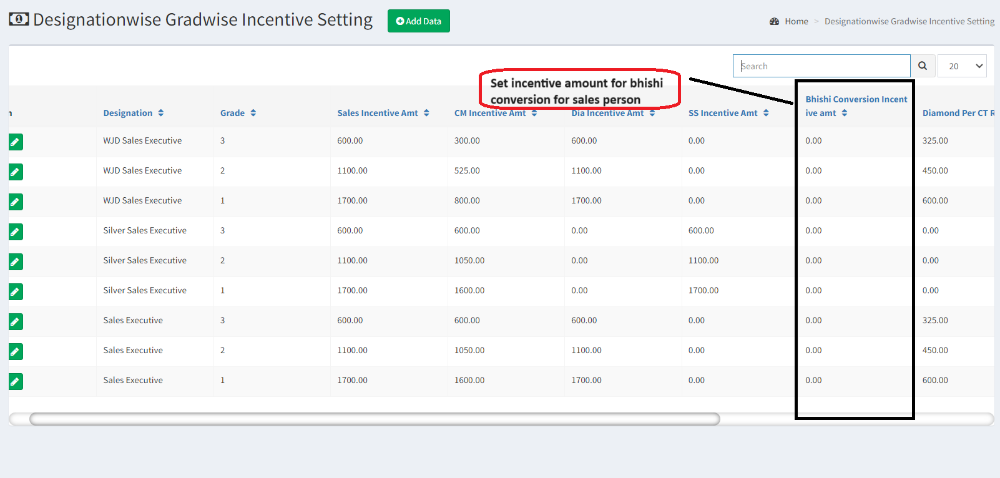 Designationwise Gradwise Incentive Setting Add Data Home > Designationwise Gradwise Incentive Setting
Search 20
Set incentive amount for bhishi
conversion for sales person
n Designation Grade Sales Incentive Amt CM Incentive Amt Dia Incentive Amt SS Incentive Amt Bhishi Conversion Incent
ive amt Diamond Per CT R
WJD Sales Executive 3 600.00 300.00 600.00 0.00 0.00 325.00
WJD Sales Executive 2 1100.00 525.00 1100.00 0.00 0.00 450.00
WJD Sales Executive 1 1700.00 800.00 1700.00 0.00 0.00 600.00
Silver Sales Executive 3 600.00 600.00 0.00 600.00 0.00 0.00
Silver Sales Executive 2 1100.00 1050.00 0.00 1100.00 0.00 0.00
Silver Sales Executive 1 1700.00 1600.00 0.00 1700.00 0.00 0.00
Sales Executive 3 600.00 600.00 600.00 0.00 0.00 325.00
Sales Executive 2 1100.00 1050.00 1100.00 0.00 0.00 450.00
Sales Executive 1 1700.00 1600.00 1700.00 0.00 0.00 600.00